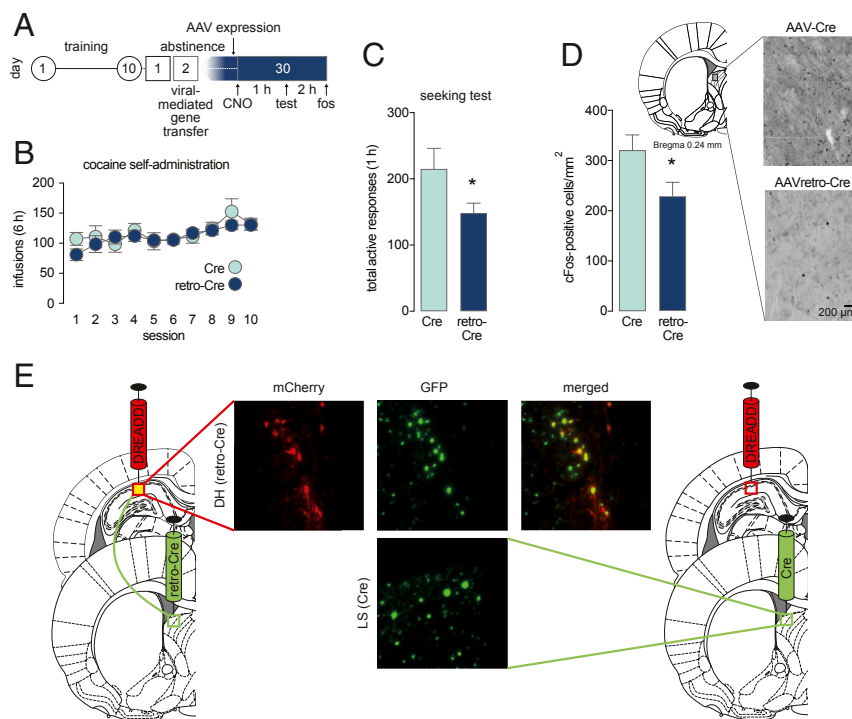 A
AAV expression
training
abstinence
day
1
10
1
2
30
viral-
mediated
gene
transfer
CNO
1 h
test
2 h
fos
B
cocaine self-administration
infusions (6 h)
200
150
100
50
0
Cre
retro-Cre
1 2 3 4 5 6 7 8 9 10
session
C
seeking test
total active responses (1 h)
300
200
100
0
*
Cre
retro-
Cre
D
Bregma 0.24 mm
cFos-positive cells/mm2
400
300
200
100
0
*
Cre
retro-
Cre
AAV-Cre
AAVretro-Cre
200 µm
E
mCherry
GFP
merged
DREADD
DH (retro-Cre)
retro-Cre
LS (Cre)
DREADD
Cre